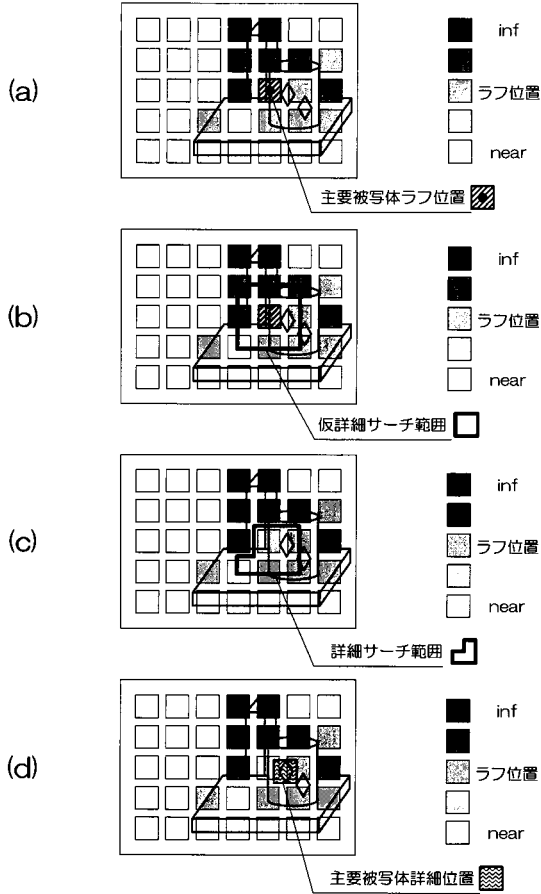 (a)
inf
ラフ位置
near
主要被写体ラフ位置
(b)
inf
ラフ位置
near
仮詳細サーチ範囲
(c)
inf
ラフ位置
near
詳細サーチ範囲
(d)
inf
ラフ位置
near
主要被写体詳細位置